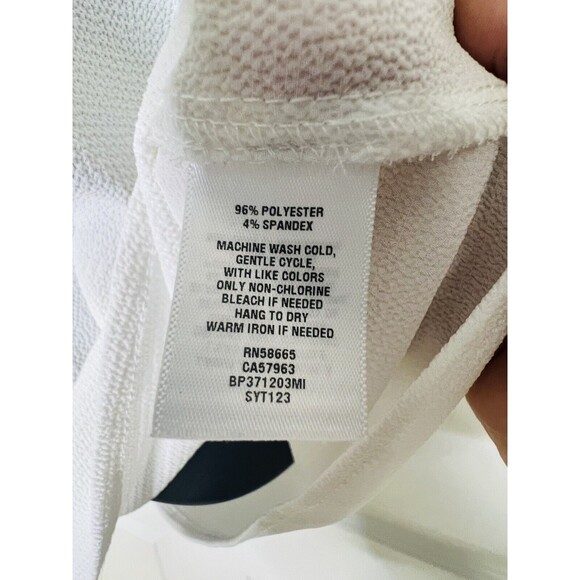 96% POLYESTER
4% SPANDEX
MACHINE WASH COLD,
GENTLE CYCLE,
WITH LIKE COLORS
ONLY NON-CHLORINE
BLEACH IF NEEDED
HANG TO DRY
WARM IRON IF NEEDED
RN58665
CA57963
BP371203MI
SYT123